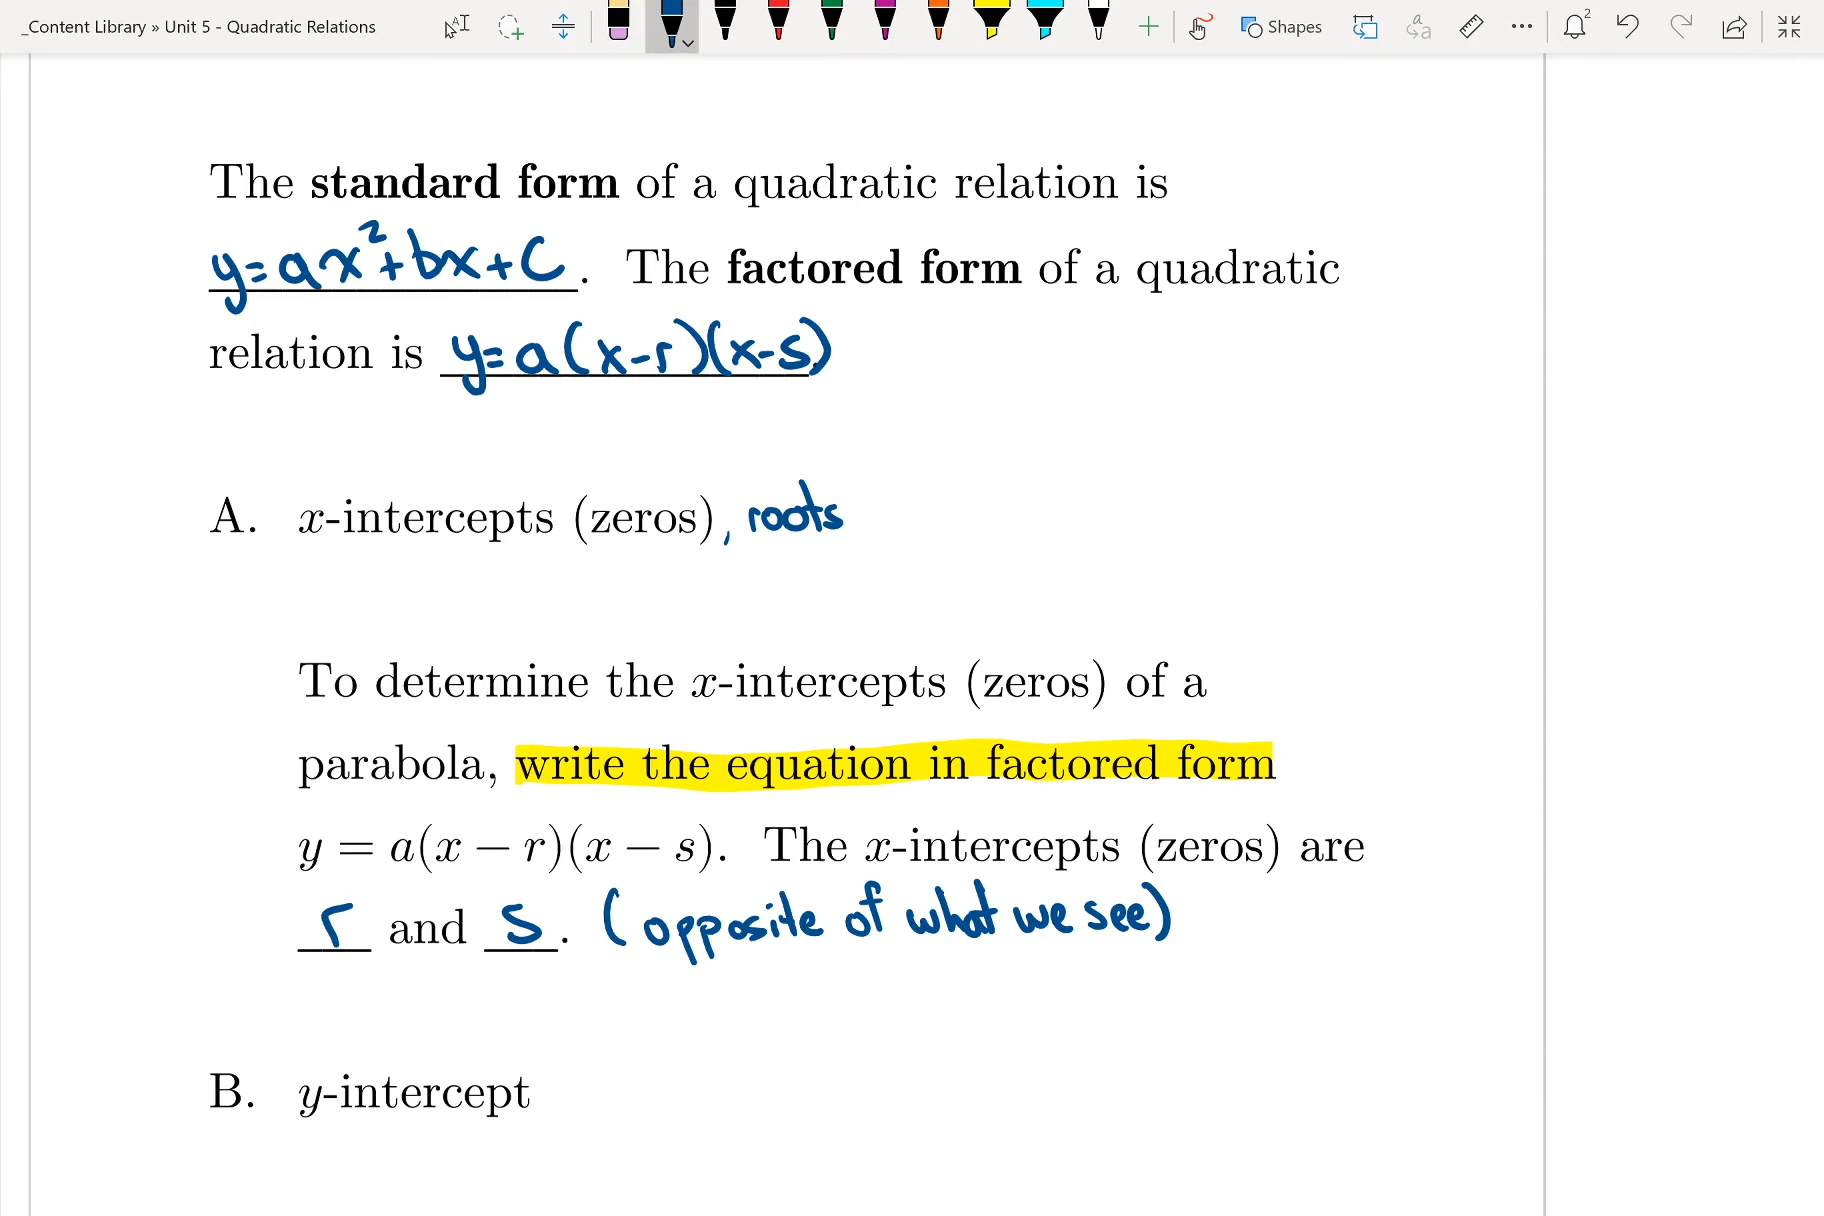 _Content Library » Unit 5 - Quadratic Relations
Shapes
2
The standard form of a quadratic relation is
y=ax²+bx+c. The factored form of a quadratic
relation is y=a(x-r)(x-s).
A. x-intercepts (zeros), roots
To determine the x-intercepts (zeros) of a
parabola, write the equation in factored form
y = a(x − r)(x − s). The x-intercepts (zeros) are
r and s. (opposite of what we see)
B. y-intercept